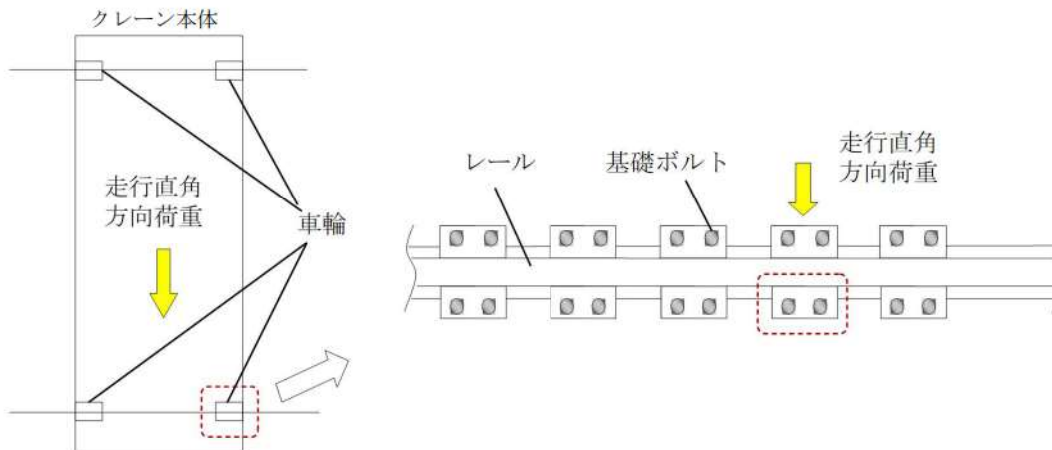 クレーン本体
走行直角
方向荷重
車輪
レール
基礎ボルト
走行直角
方向荷重